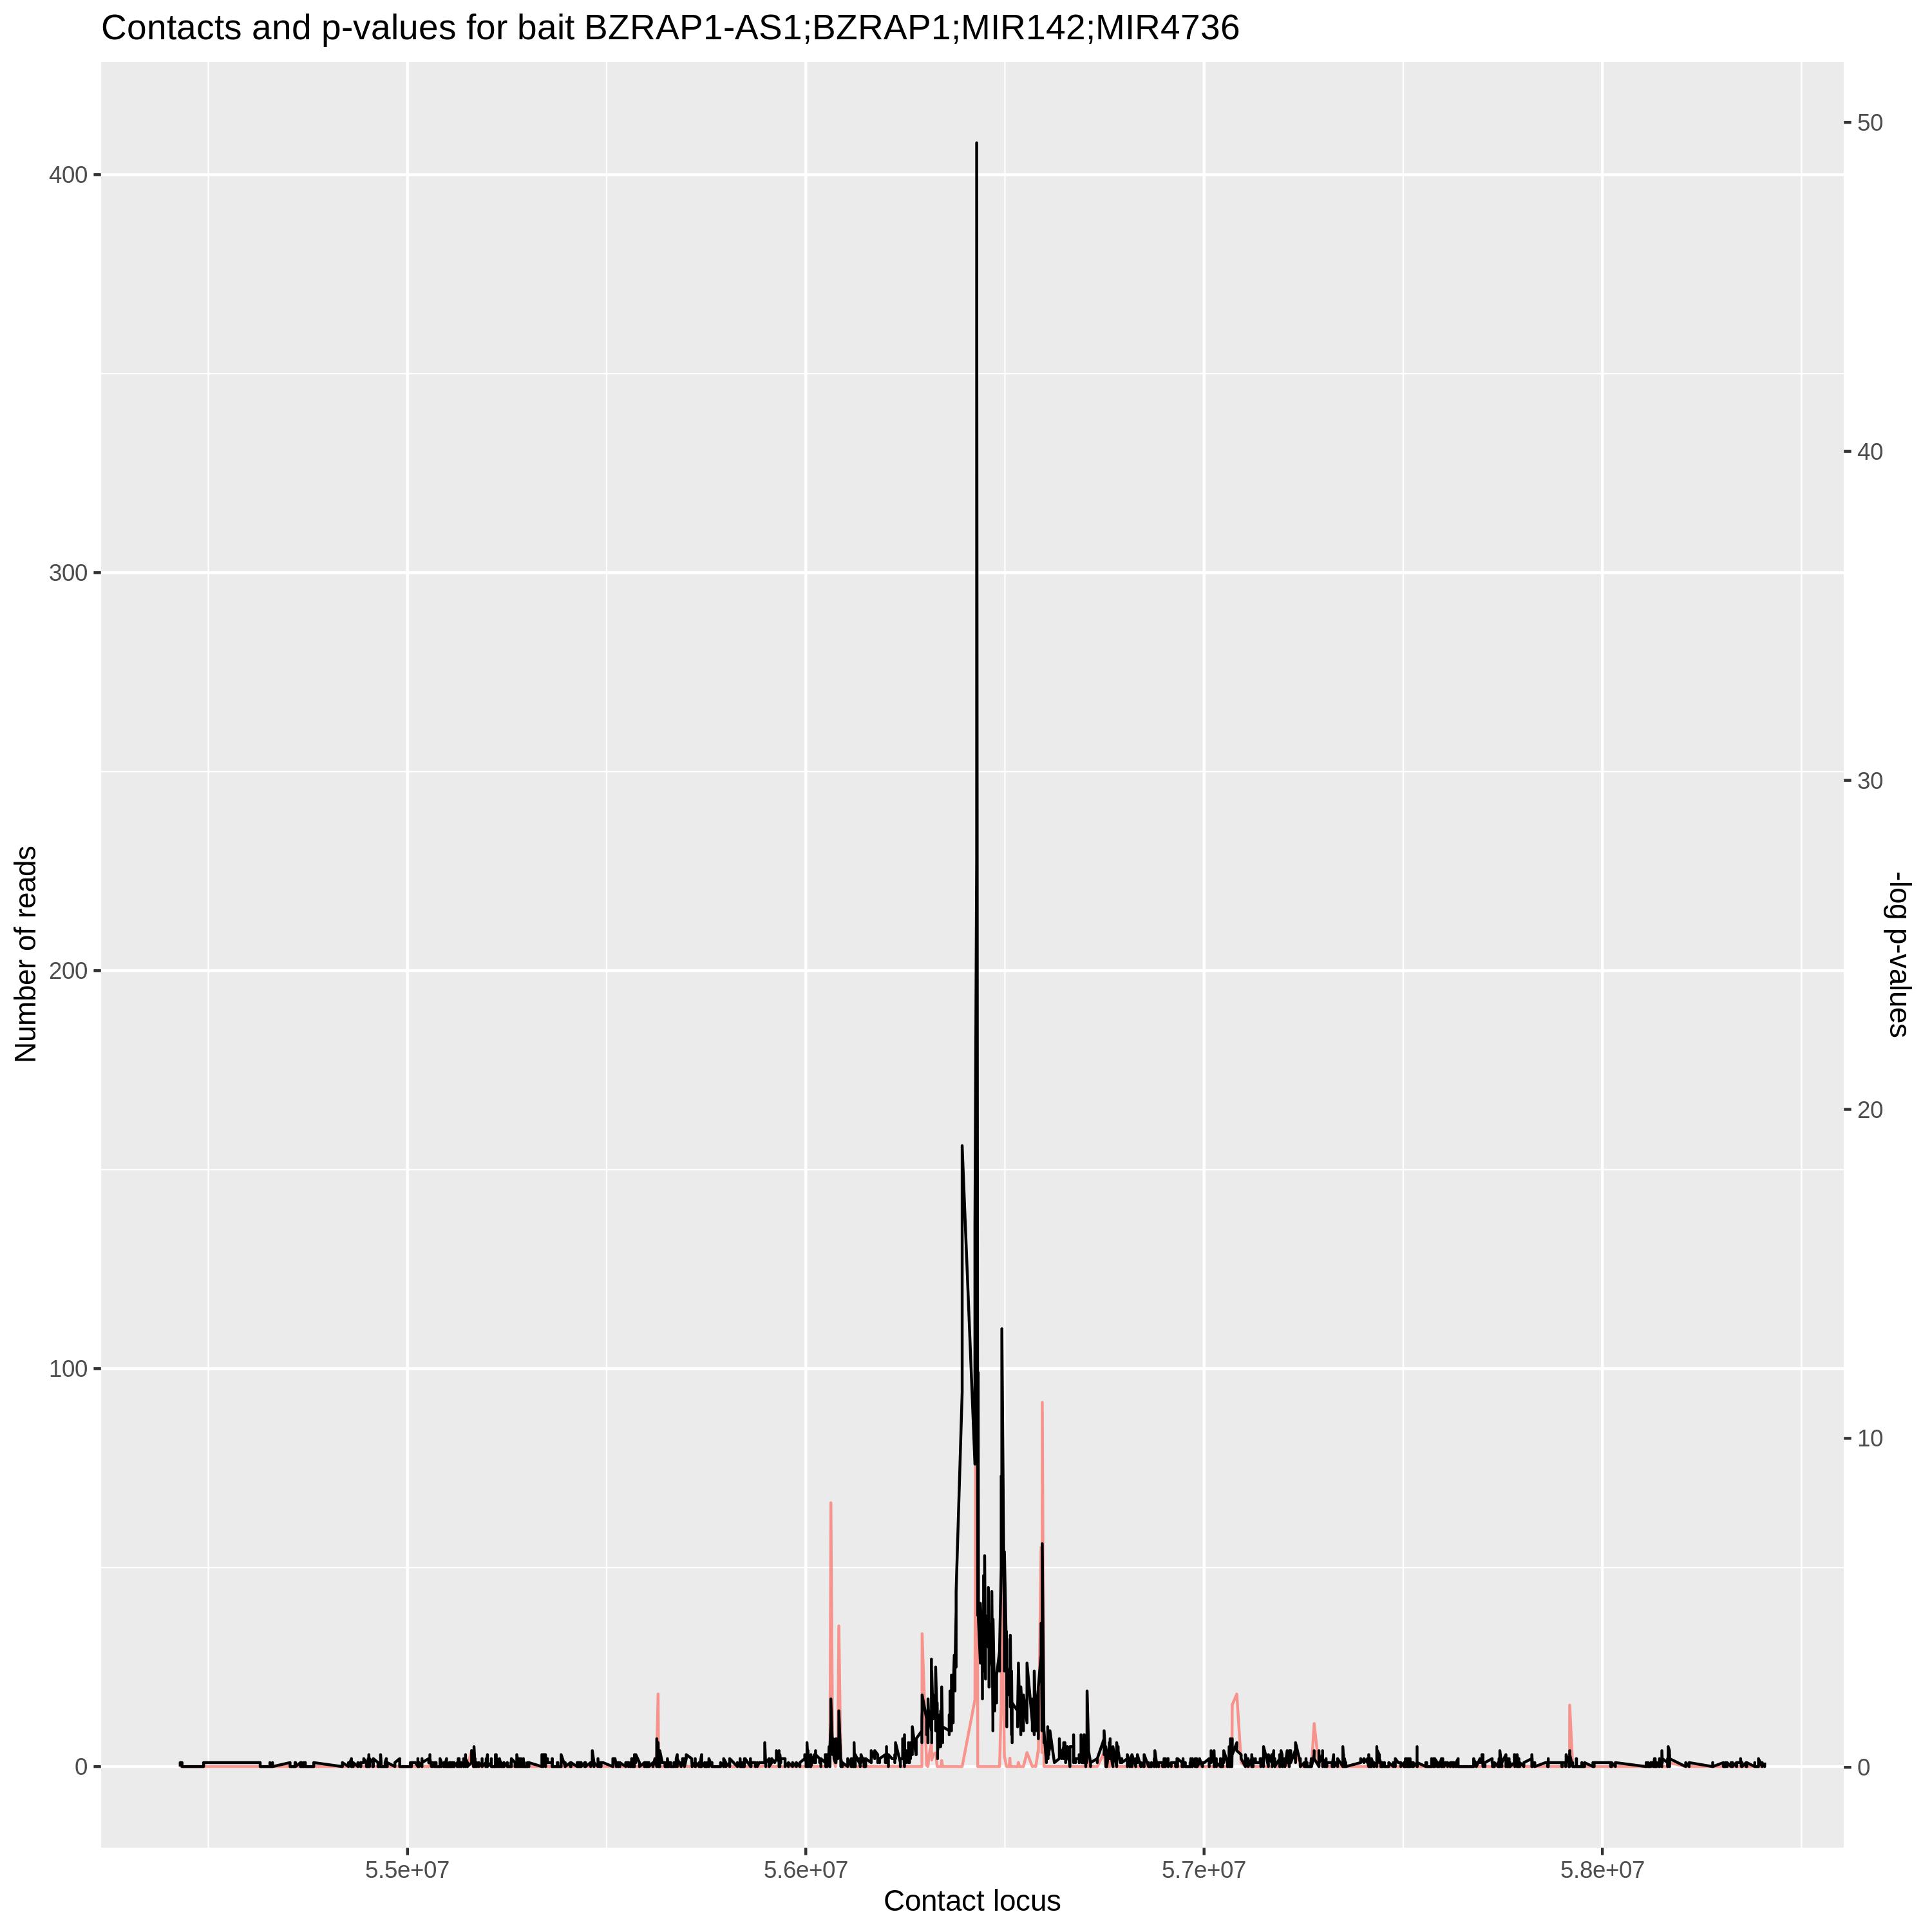 Contacts and p-values for bait BZRAP1-AS1;BZRAP1;MIR142;MIR4736
Number of reads
400
300
200
100
0
50
40
30
20
10
0
-log p-values
5.5e+07
5.6e+07
5.7e+07
5.8e+07
Contact locus